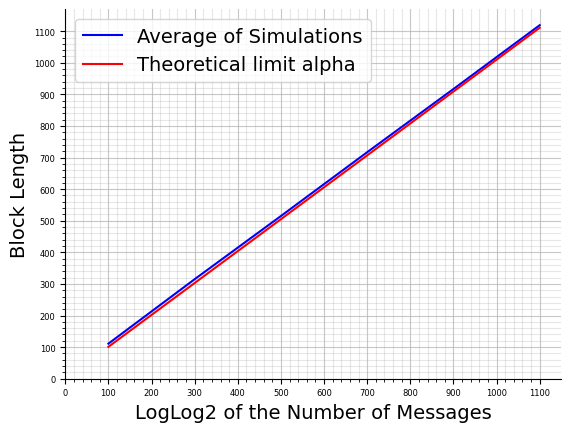 Average of Simulations
Theoretical limit alpha
Block Length
1100
1000
900
800
700
600
500
400
300
200
100
0
0 100 200 300 400 500 600 700 800 900 1000 1100
LogLog2 of the Number of Messages